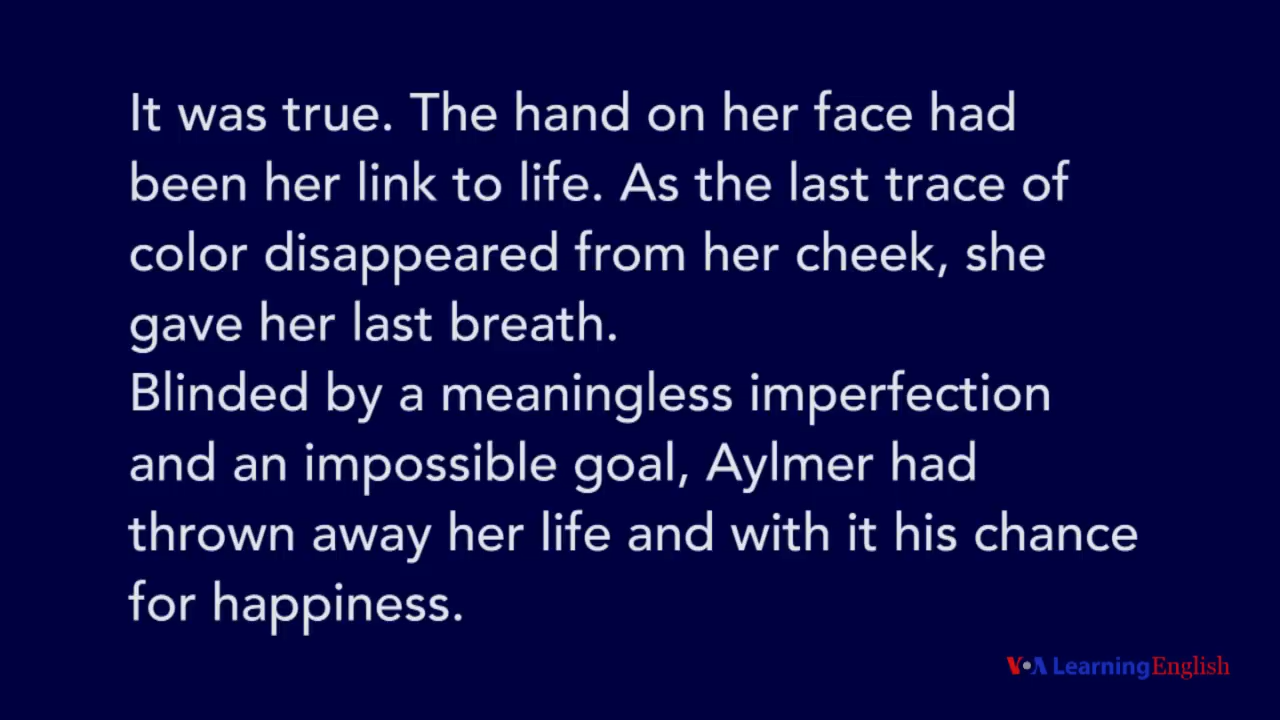 It was true. The hand on her face had
been her link to life. As the last trace of
color disappeared from her cheek, she
gave her last breath.
Blinded by a meaningless imperfection
and an impossible goal, Aylmer had
thrown away her life and with it his chance
for happiness.
VOA Learning English